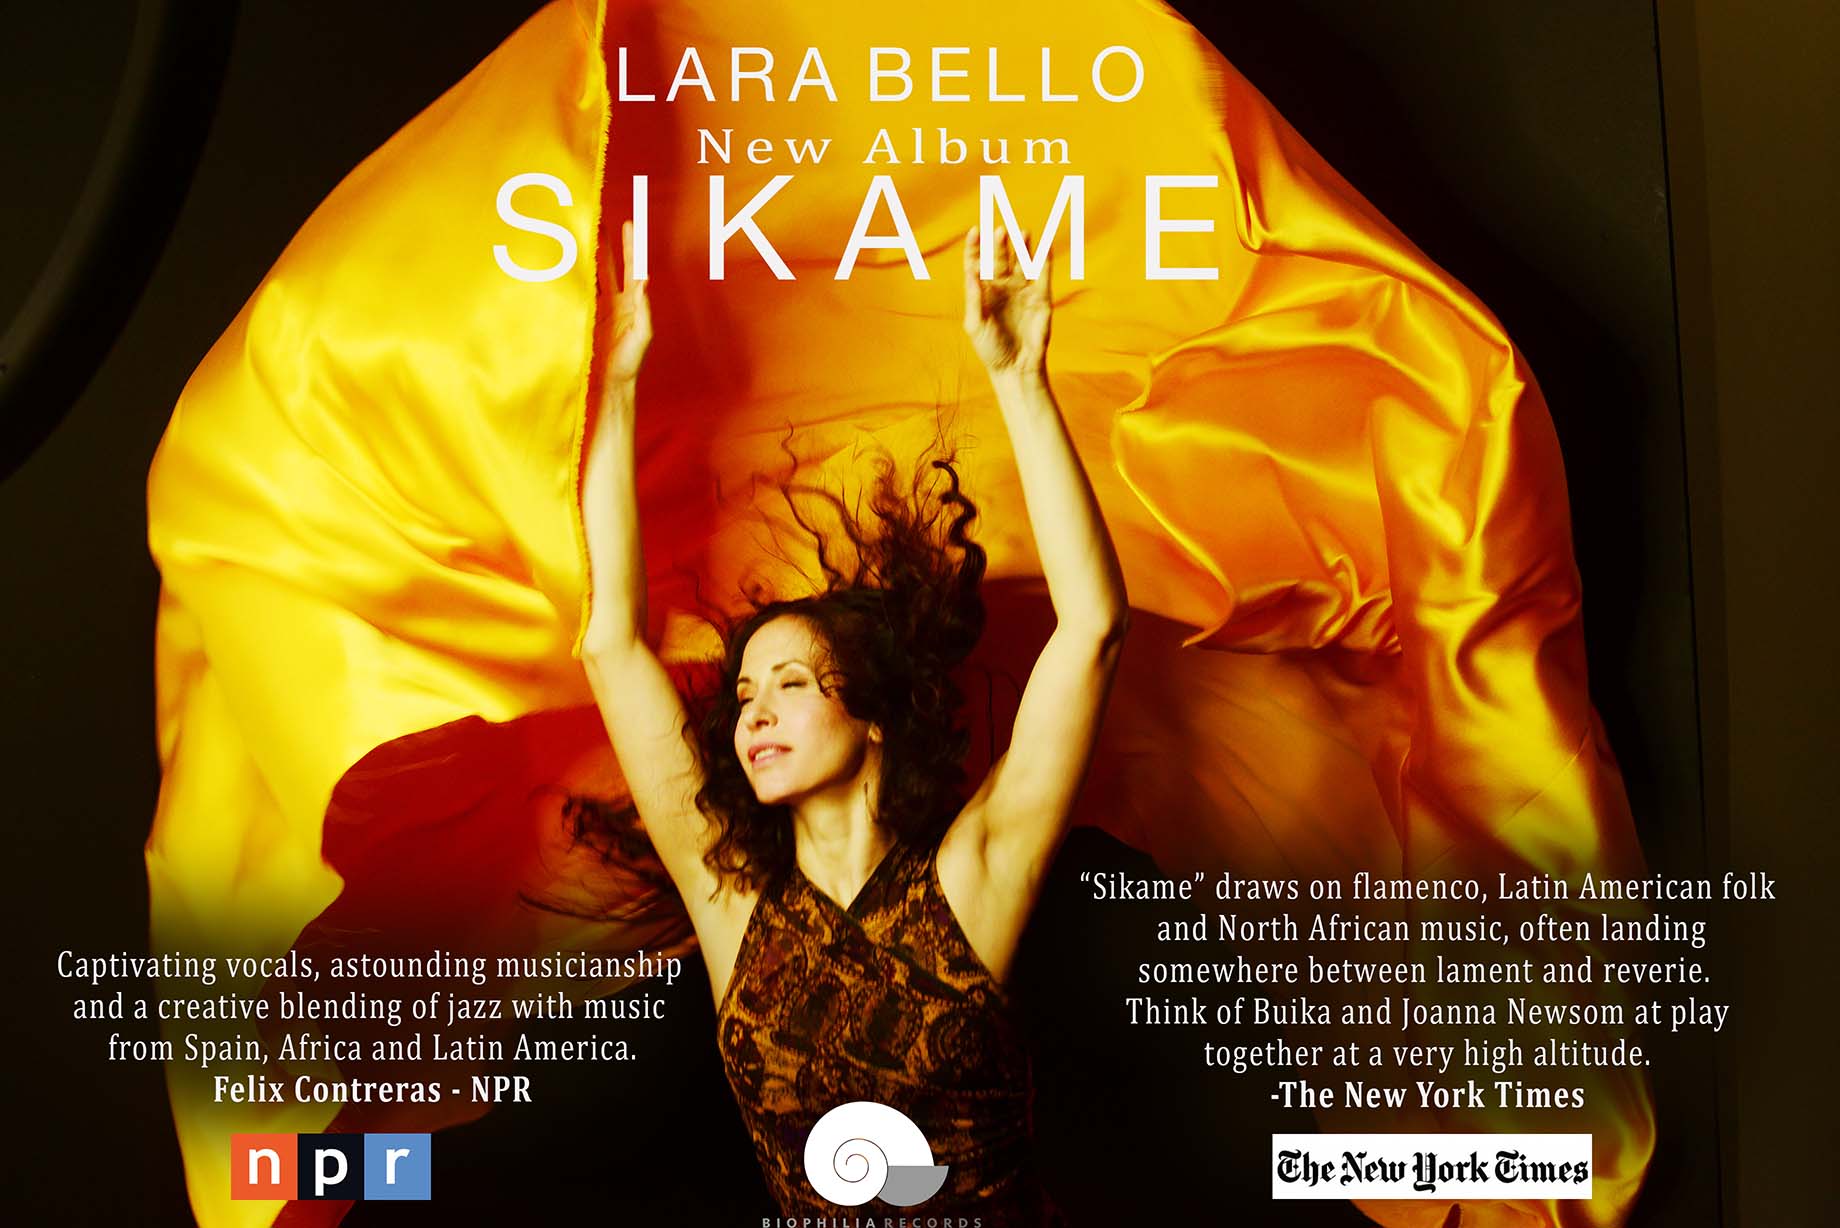 LARA BELLO
New Album
SIKAME
Captivating vocals, astounding musicianship
and a creative blending of jazz with music
from Spain, Africa and Latin America.
Felix Contreras - NPR
npr
“Sikame” draws on flamenco, Latin American folk
and North African music, often landing
somewhere between lament and reverie.
Think of Buika and Joanna Newsom at play
together at a very high altitude.
-The New York Times
The New York Times
BIOPHILIA RECORDS